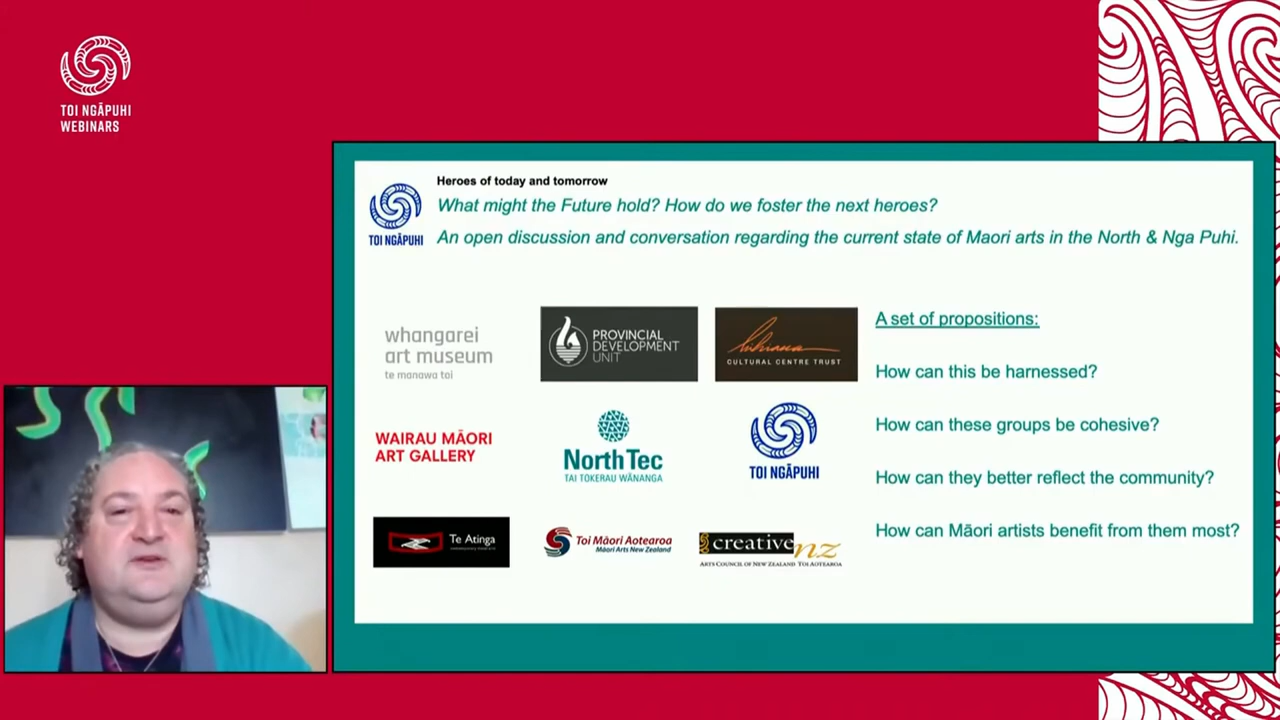 TOI NGĀPUHI
WEBINARS
Heroes of today and tomorrow
What might the Future hold? How do we foster the next heroes?
TOI NGĀPUHI
An open discussion and conversation regarding the current state of Maori arts in the North & Nga Puhi.
whangarei
art museum
te manawa toi
PROVINCIAL
DEVELOPMENT
UNIT
CULTURAL CENTRE TRUST
A set of propositions:
How can this be harnessed?
WAIRAU MĀORI
ART GALLERY
NorthTec
TAI TOKERAU WĀNANGA
TOI NGĀPUHI
How can these groups be cohesive?
How can they better reflect the community?
Te Atinga
Toi Māori Aotearoa
Māori Arts New Zealand
creative nz
ARTS COUNCIL OF NEW ZEALAND TOI AOTEAROA
How can Māori artists benefit from them most?